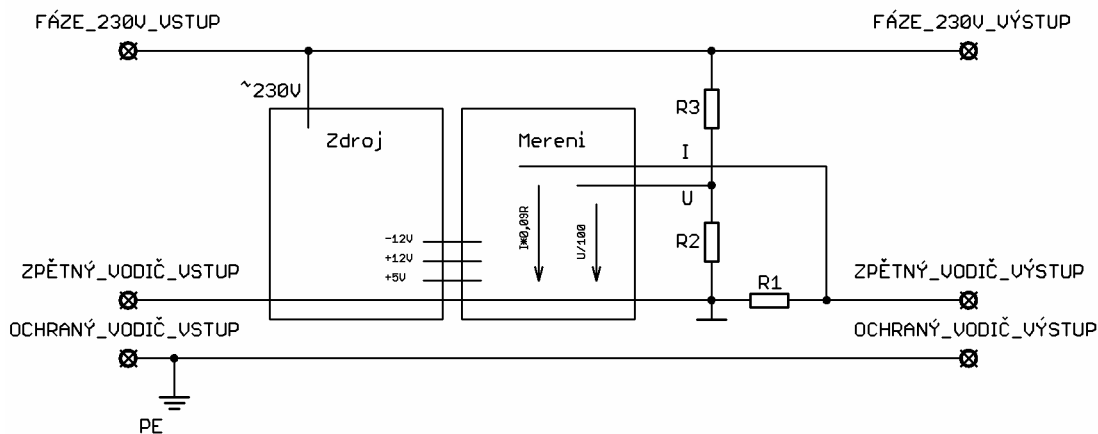 FÁZE_230V_VSTUP
FÁZE_230V_VÝSTUP
~230V
Zdroj
Mereni
R3
I
U
I*0,09R
U/100
R2
-12V
+12V
+5V
ZPĚTNÝ_VODIČ_VSTUP
ZPĚTNÝ_VODIČ_VÝSTUP
R1
OCHRANÝ_VODIČ_VSTUP
OCHRANÝ_VODIČ_VÝSTUP
PE